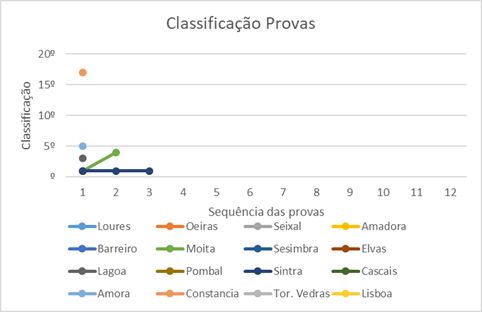 Classificação Provas
20º
15º
10º
5º
º
Classificação
1 2 3 4 5 6 7 8 9 10 11 12
Sequência das provas
Loures Oeiras Seixal Amadora
Barreiro Moita Sesimbra Elvas
Lagoa Pombal Sintra Cascais
Amora Constancia Tor. Vedras Lisboa